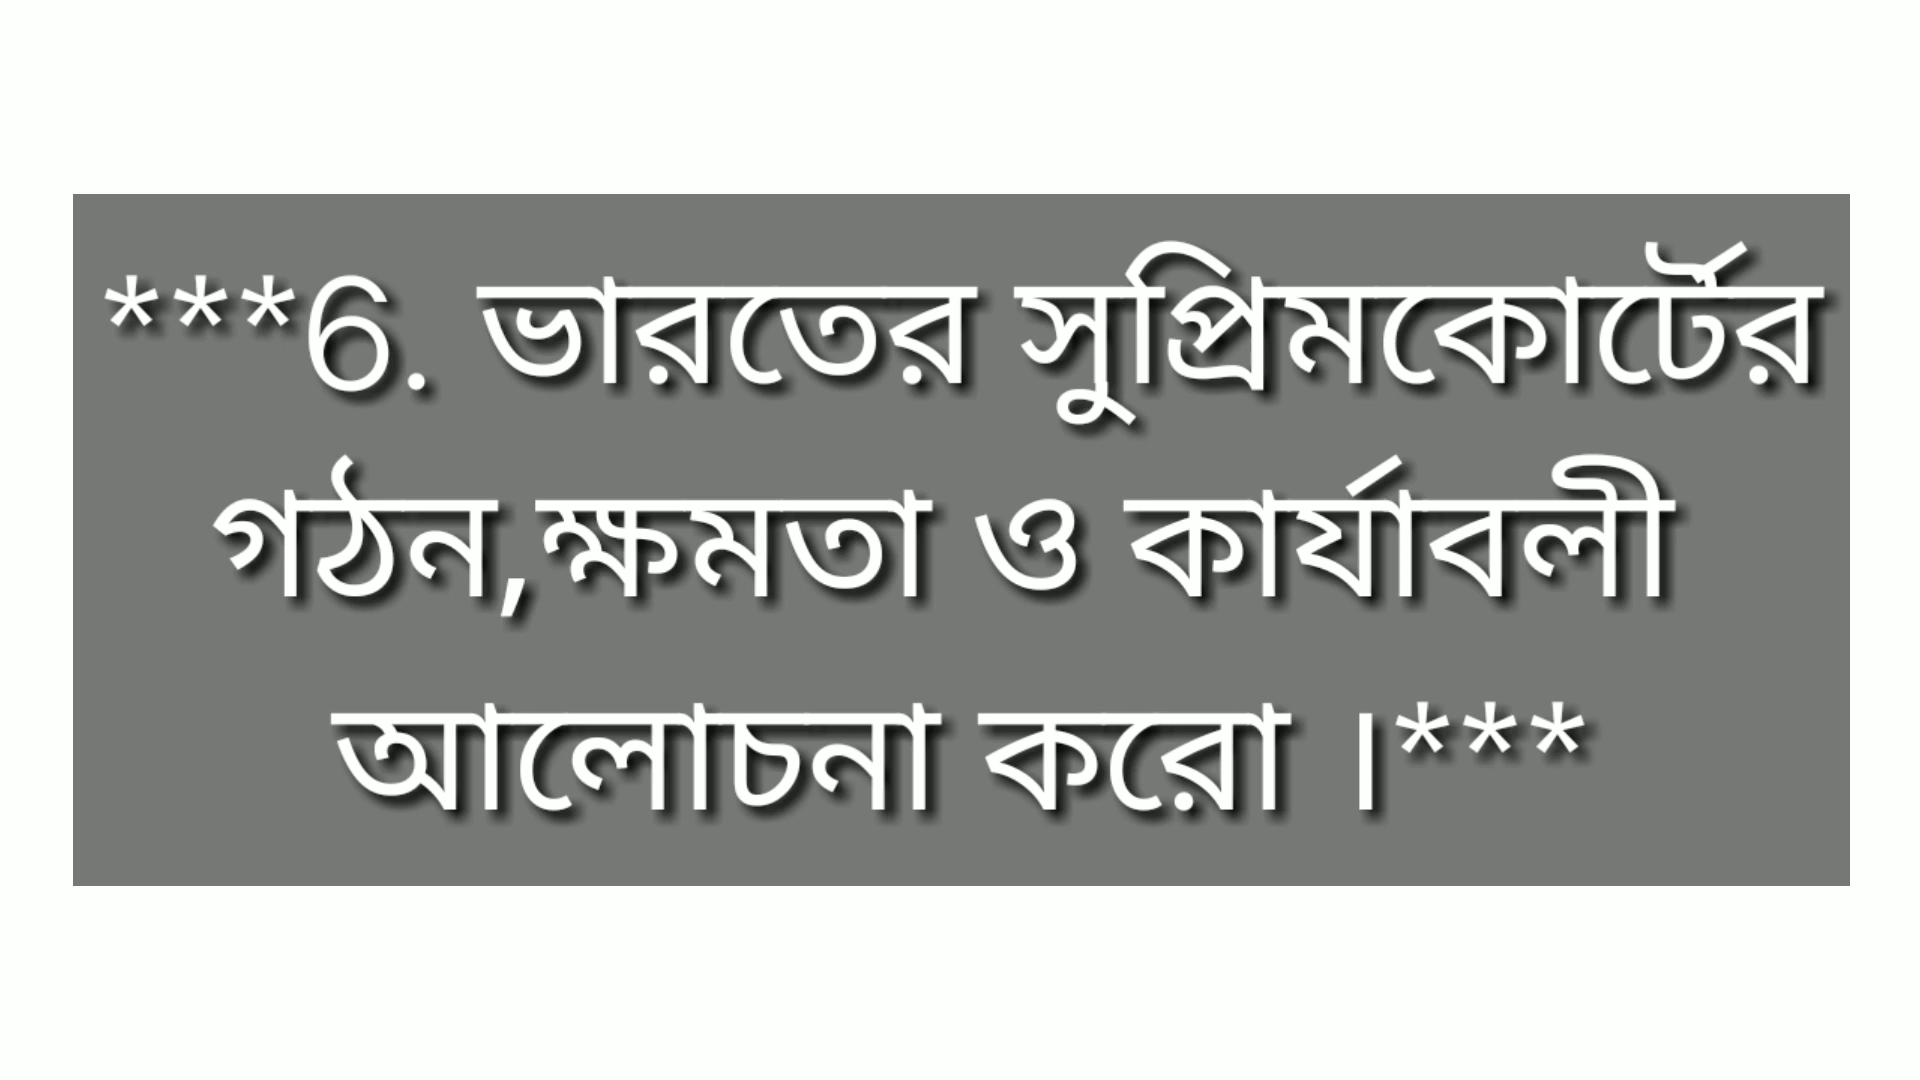 ***6. ভারতের সুপ্রিমকোর্টের
গঠন,ক্ষমতা ও কার্যাবলী
আলোচনা করো ।***